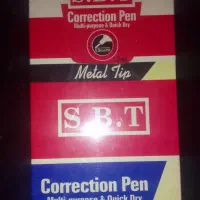 S.B.T
Correction Pen
Multi-purpose & Quick Dry
Metal Tip
S.B.T
Correction Pen
Multi-purpose & Quick Dry